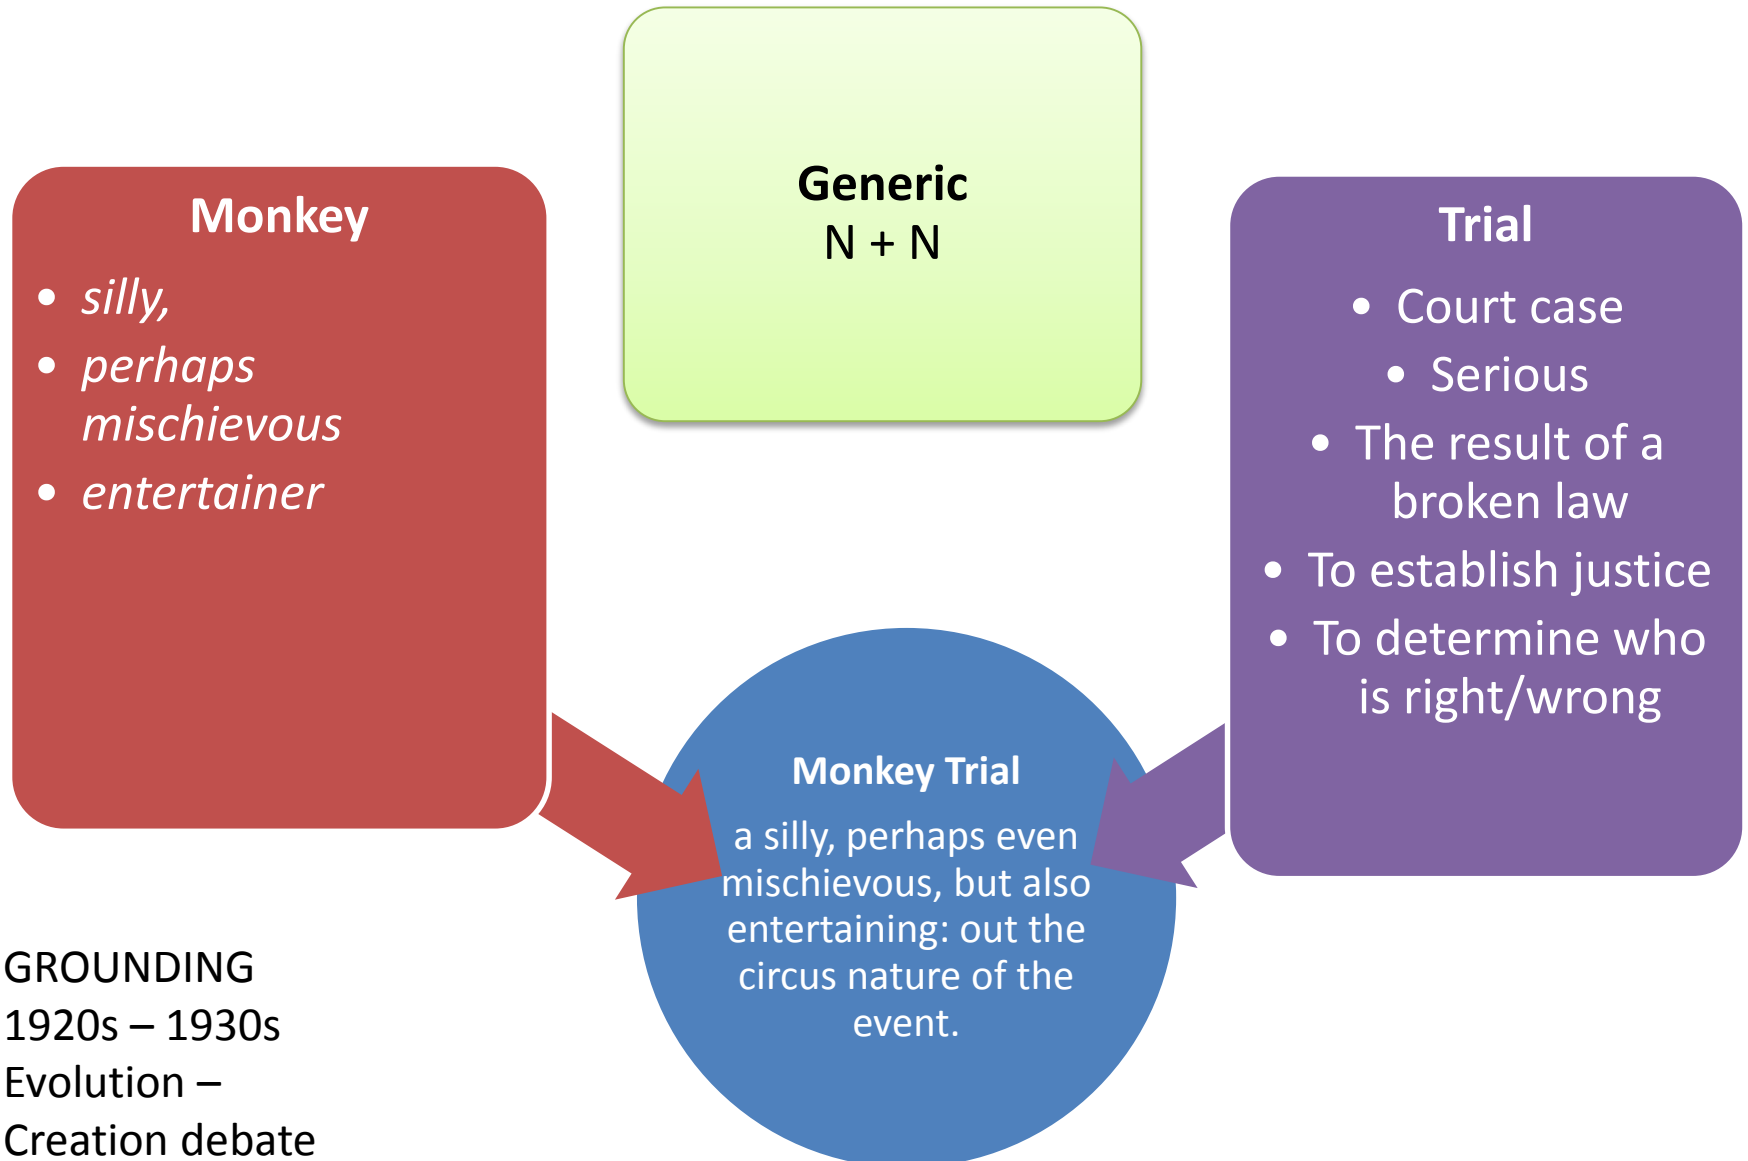 Generic
N + N
Monkey
• silly,
• perhaps
mischievous
• entertainer
Trial
• Court case
• Serious
• The result of a
broken law
• To establish justice
• To determine who
is right/wrong
Monkey Trial
a silly, perhaps even
mischievous, but also
entertaining: out the
circus nature of the
event.
GROUNDING
1920s – 1930s
Evolution –
Creation debate